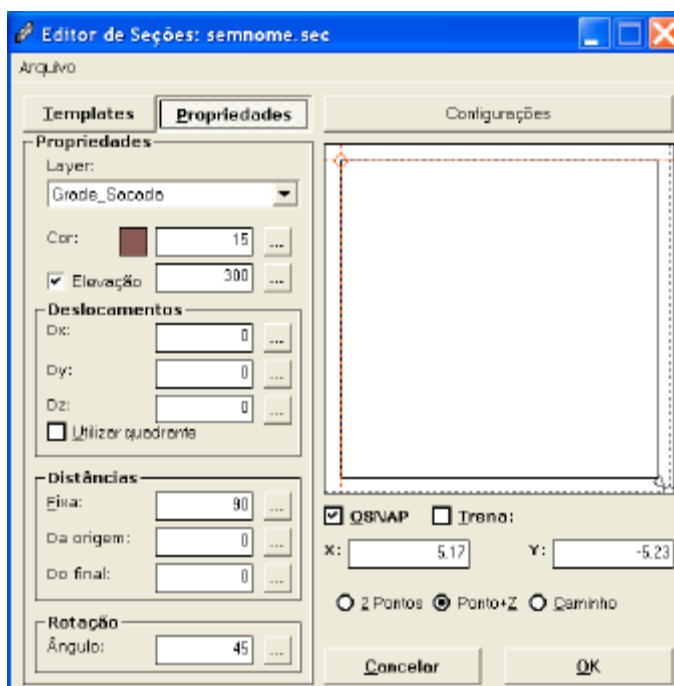 Editor de Seções: semnome.sec
Arquivo
Templates Propriedades Configurações
Propriedades
Layer:
Grade_Sacada
Cor: 15 ...
Elevação 300 ...
Deslocamentos
Dx: 0 ...
Dy: 0 ...
Dz: 0 ...
Utilizar quadrante
Distâncias
Fixa: 90 ...
Da origem: 0 ...
Do final: 0 ...
Rotação
Ângulo: 45 ...
OSNAP Trena:
X: 5.17 Y: -5.23
2 Pontos Ponto+Z Caminho
Cancelar OK